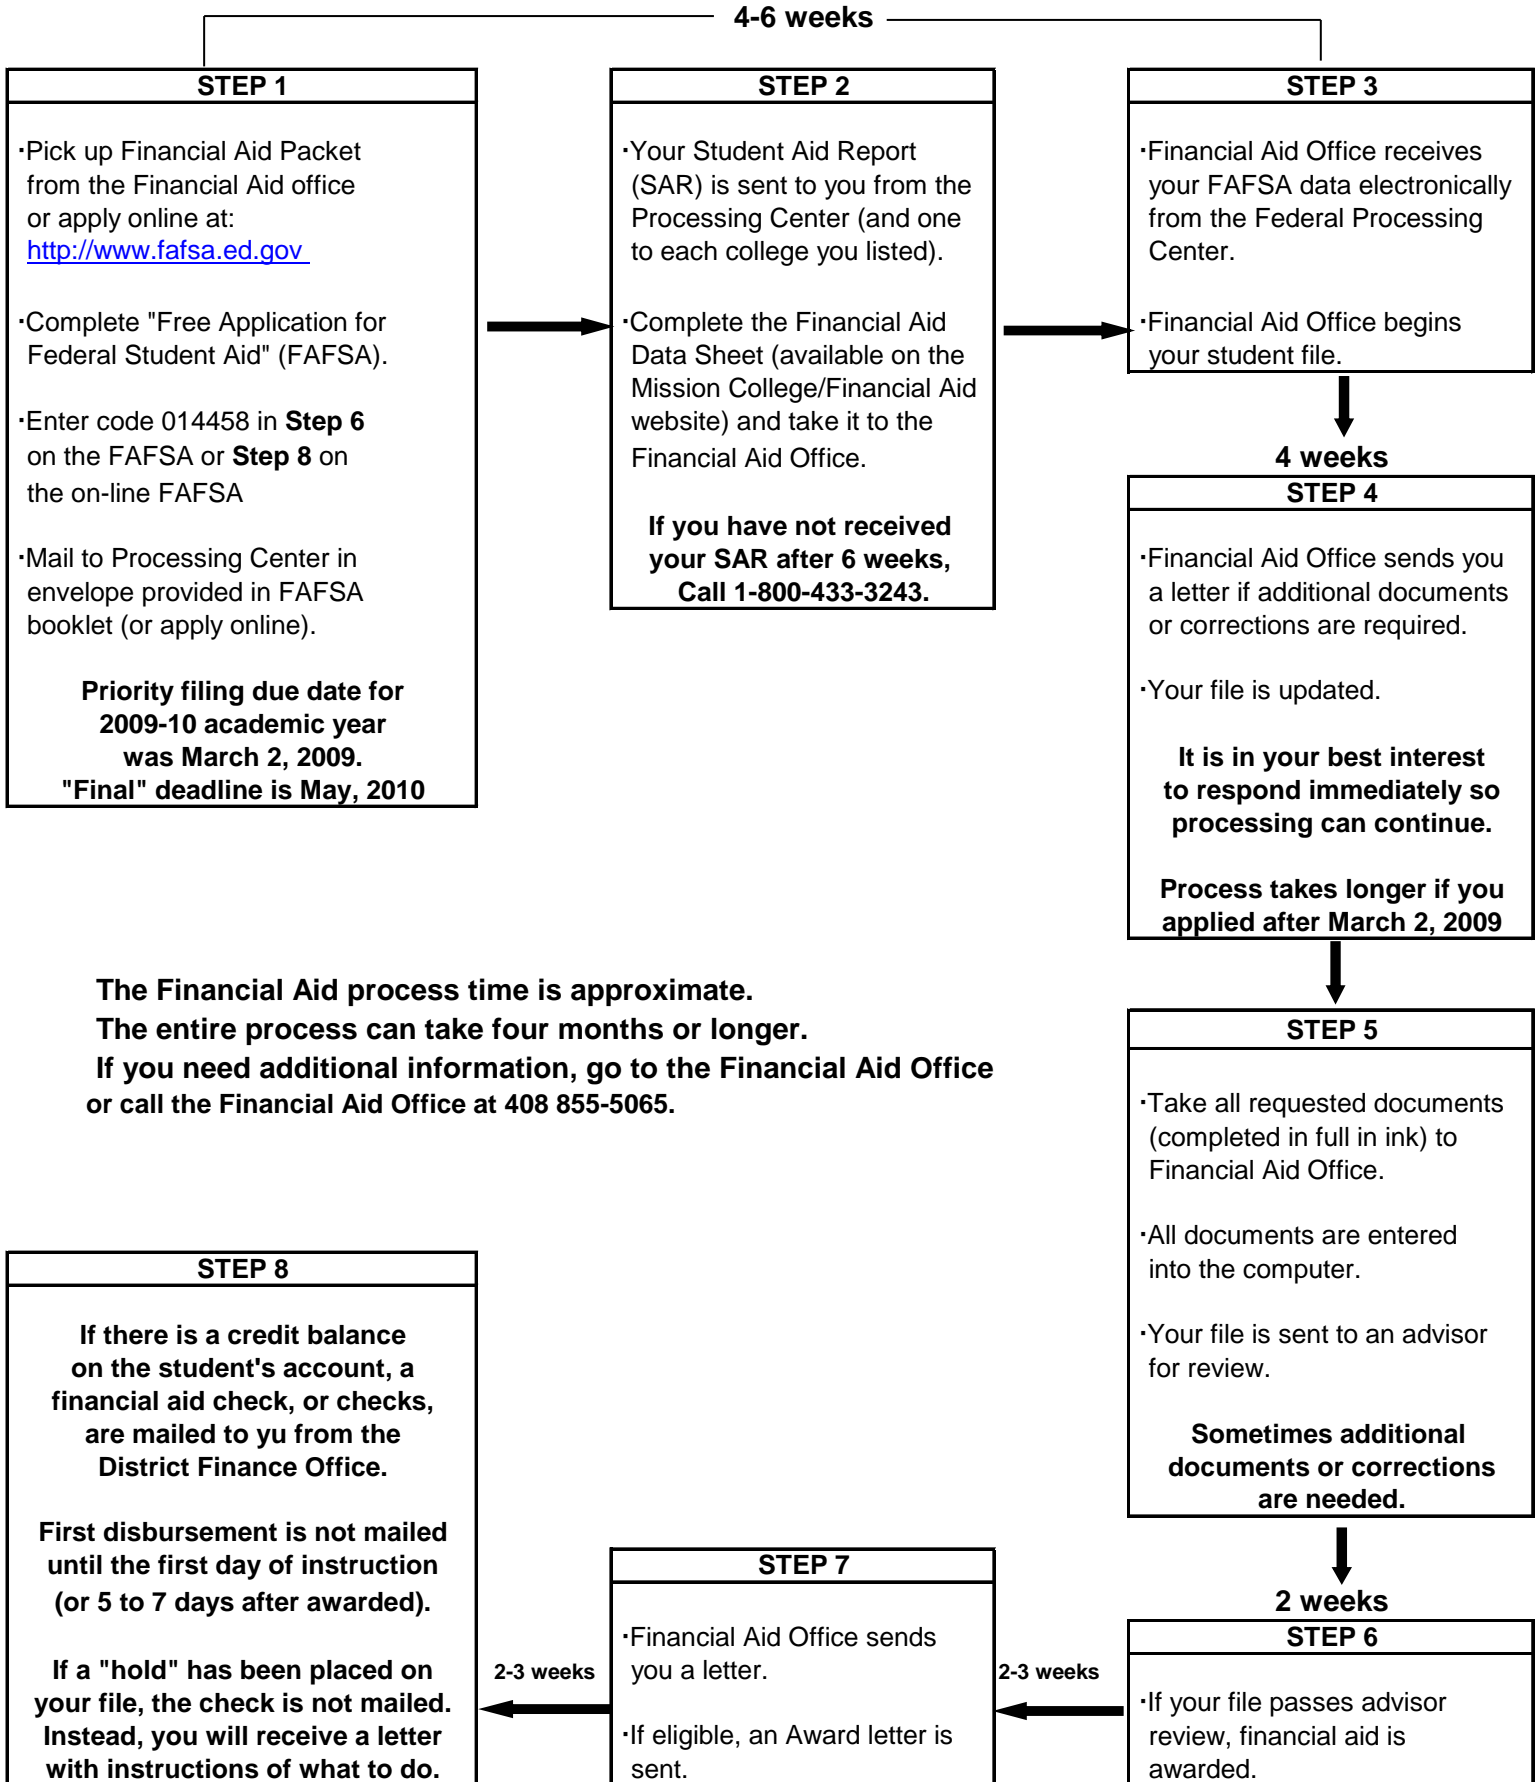 4-6 weeks
STEP 1
·Pick up Financial Aid Packet
from the Financial Aid office
or apply online at:
http://www.fafsa.ed.gov
·Complete "Free Application for
Federal Student Aid" (FAFSA).
·Enter code 014458 in Step 6
on the FAFSA or Step 8 on
the on-line FAFSA
·Mail to Processing Center in
envelope provided in FAFSA
booklet (or apply online).
Priority filing due date for
2009-10 academic year
was March 2, 2009.
"Final" deadline is May, 2010
STEP 2
·Your Student Aid Report
(SAR) is sent to you from the
Processing Center (and one
to each college you listed).
·Complete the Financial Aid
Data Sheet (available on the
Mission College/Financial Aid
website) and take it to the
Financial Aid Office.
If you have not received
your SAR after 6 weeks,
Call 1-800-433-3243.
STEP 3
·Financial Aid Office receives
your FAFSA data electronically
from the Federal Processing
Center.
·Financial Aid Office begins
your student file.
4 weeks
STEP 4
·Financial Aid Office sends you
a letter if additional documents
or corrections are required.
·Your file is updated.
It is in your best interest
to respond immediately so
processing can continue.
Process takes longer if you
applied after March 2, 2009
The Financial Aid process time is approximate.
The entire process can take four months or longer.
If you need additional information, go to the Financial Aid Office
or call the Financial Aid Office at 408 855-5065.
STEP 5
·Take all requested documents
(completed in full in ink) to
Financial Aid Office.
·All documents are entered
into the computer.
·Your file is sent to an advisor
for review.
Sometimes additional
documents or corrections
are needed.
2 weeks
STEP 6
·If your file passes advisor
review, financial aid is
awarded.
2-3 weeks
STEP 7
·Financial Aid Office sends
you a letter.
·If eligible, an Award letter is
sent.
2-3 weeks
STEP 8
If there is a credit balance
on the student's account, a
financial aid check, or checks,
are mailed to yu from the
District Finance Office.
First disbursement is not mailed
until the first day of instruction
(or 5 to 7 days after awarded).
If a "hold" has been placed on
your file, the check is not mailed.
Instead, you will receive a letter
with instructions of what to do.